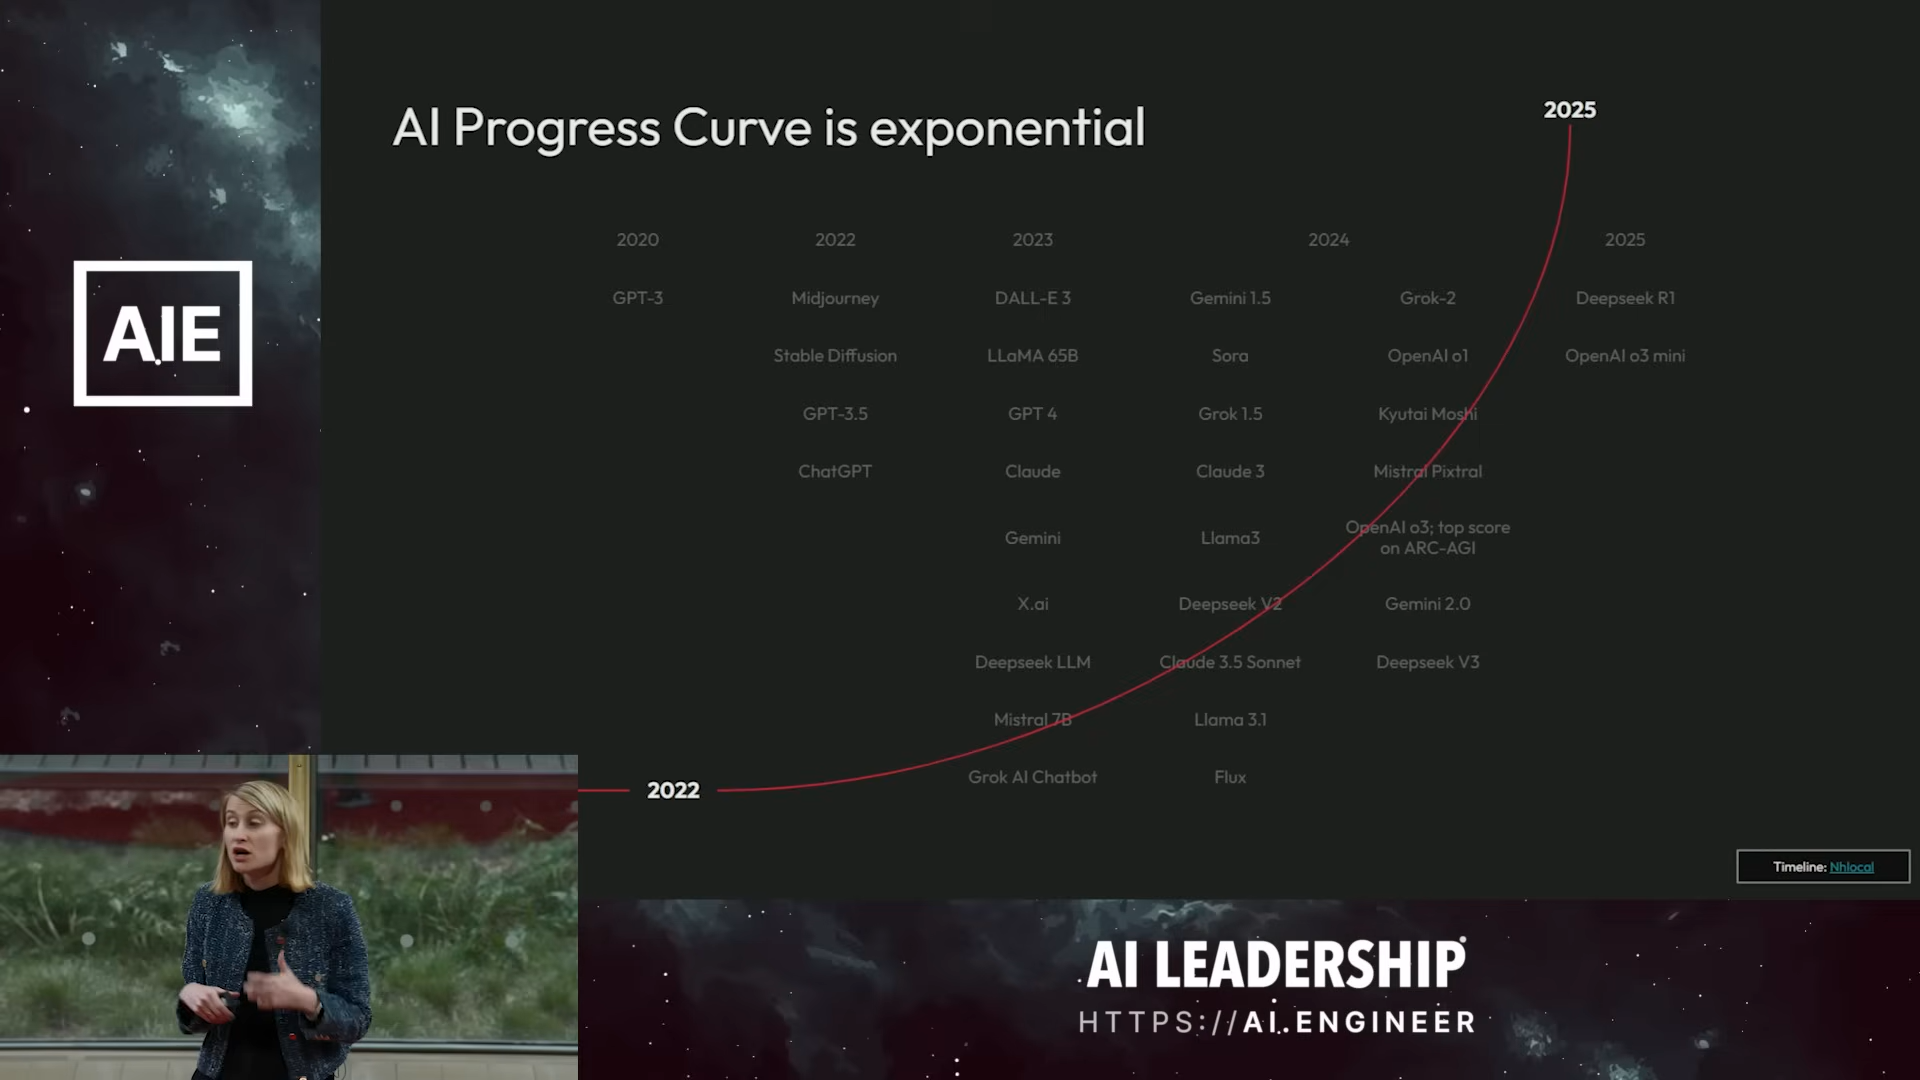 AI Progress Curve is exponential
2025
AIE
2020
2022
2023
2024
2025
GPT-3
Midjourney
DALL-E 3
Gemini 1.5
Grok-2
Deepseek R1
Stable Diffusion
LLaMA 65B
Sora
OpenAI o1
OpenAI o3 mini
GPT-3.5
GPT 4
Grok 1.5
Kyutai Moshi
ChatGPT
Claude
Claude 3
Mistral Pixtral
Gemini
Llama3
OpenAI o3; top score
on ARC-AGI
X.ai
Deepseek V2
Gemini 2.0
Deepseek LLM
Claude 3.5 Sonnet
Deepseek V3
Mistral 7B
Llama 3.1
Grok AI Chatbot
Flux
2022
Timeline: Nhlocal
AI LEADERSHIP
HTTPS://AI.ENGINEER